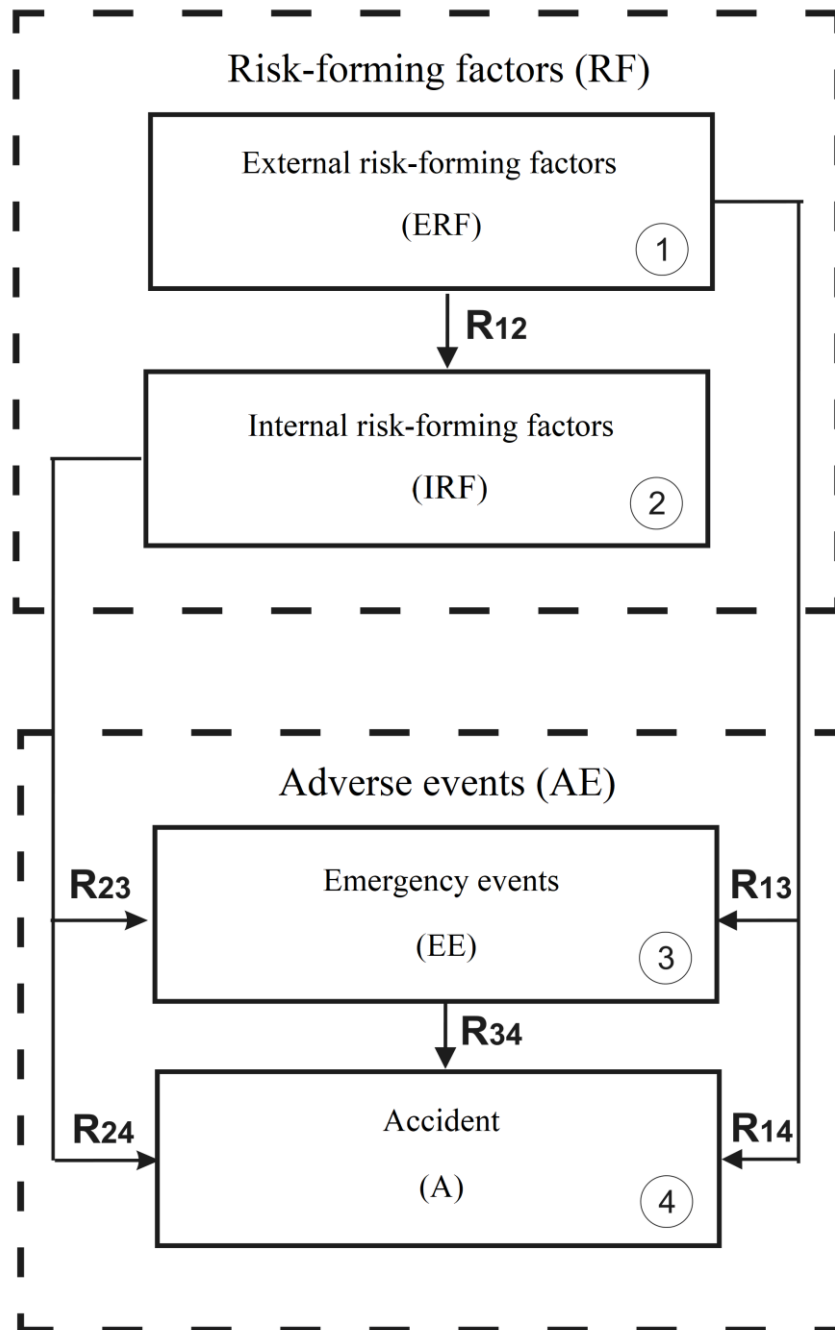 Risk-forming factors (RF)
External risk-forming factors
(ERF)
1
R12
Internal risk-forming factors
(IRF)
2
Adverse events (AE)
Emergency events
(EE)
3
R23
R13
R34
Accident
(A)
4
R24
R14